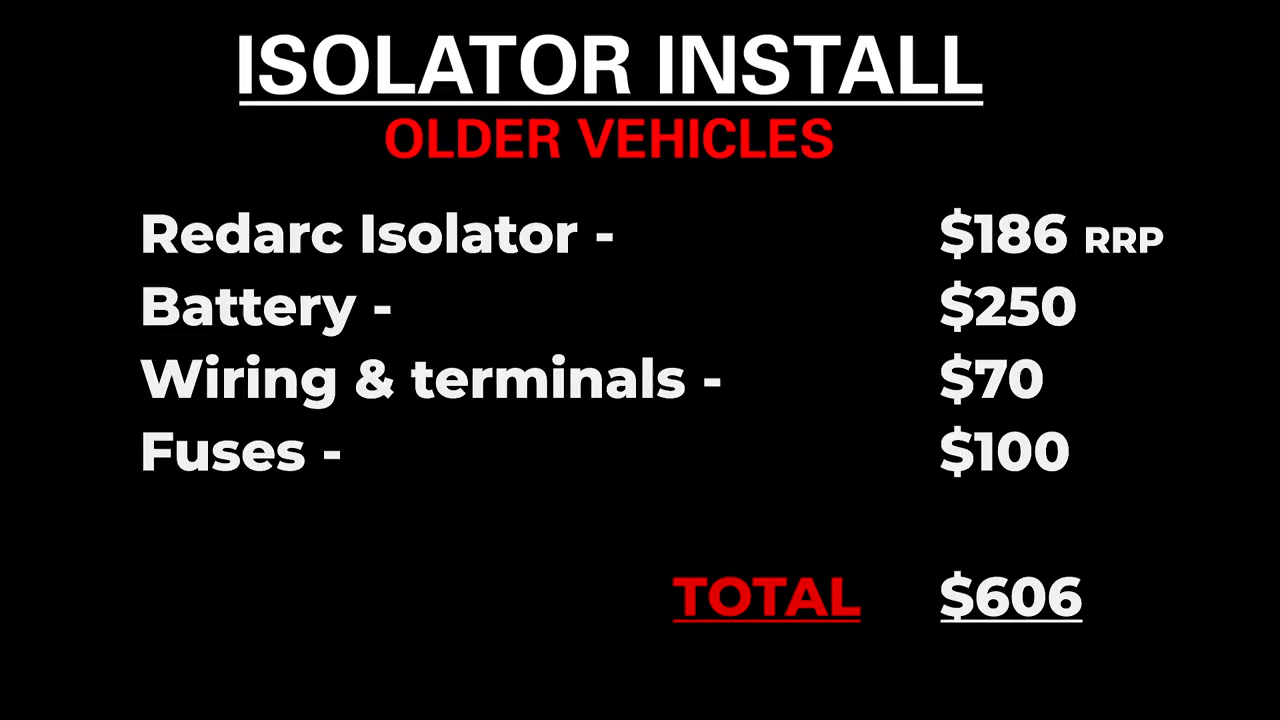 ISOLATOR INSTALL
OLDER VEHICLES
Redarc Isolator - $186 RRP
Battery - $250
Wiring & terminals - $70
Fuses - $100
TOTAL $606